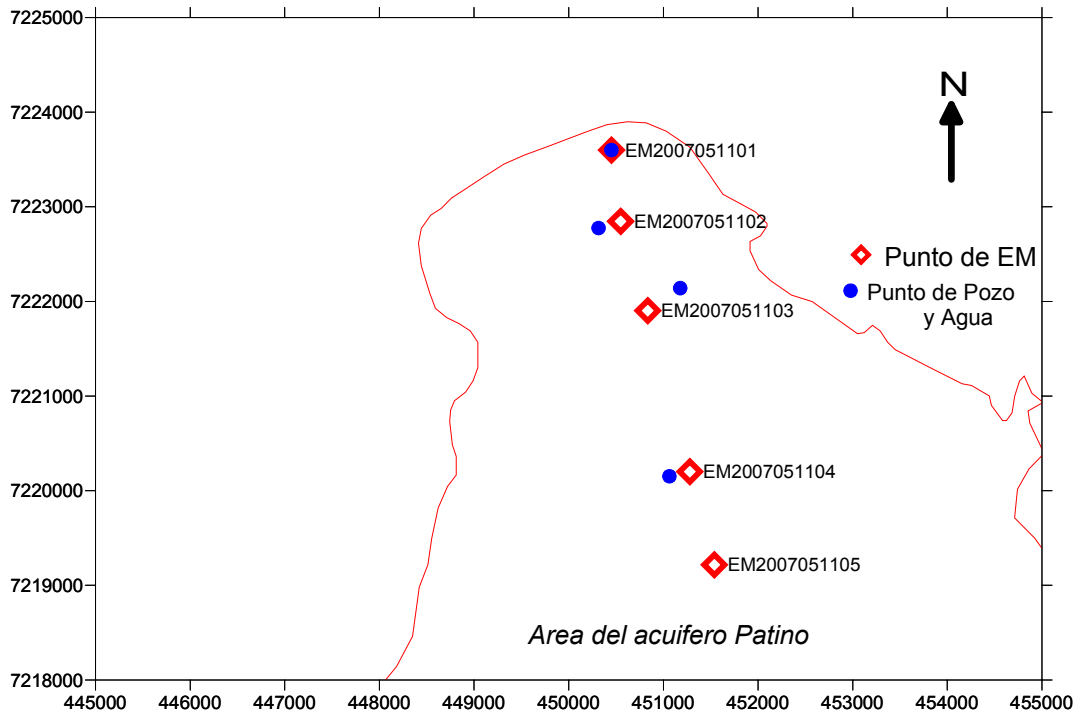 7225000
7224000
7223000
7222000
7221000
7220000
7219000
7218000
N
EM2007051101
EM2007051102
Punto de EM
Punto de Pozo
y Agua
EM2007051103
EM2007051104
EM2007051105
Area del acuifero Patino
445000 446000 447000 448000 449000 450000 451000 452000 453000 454000 455000